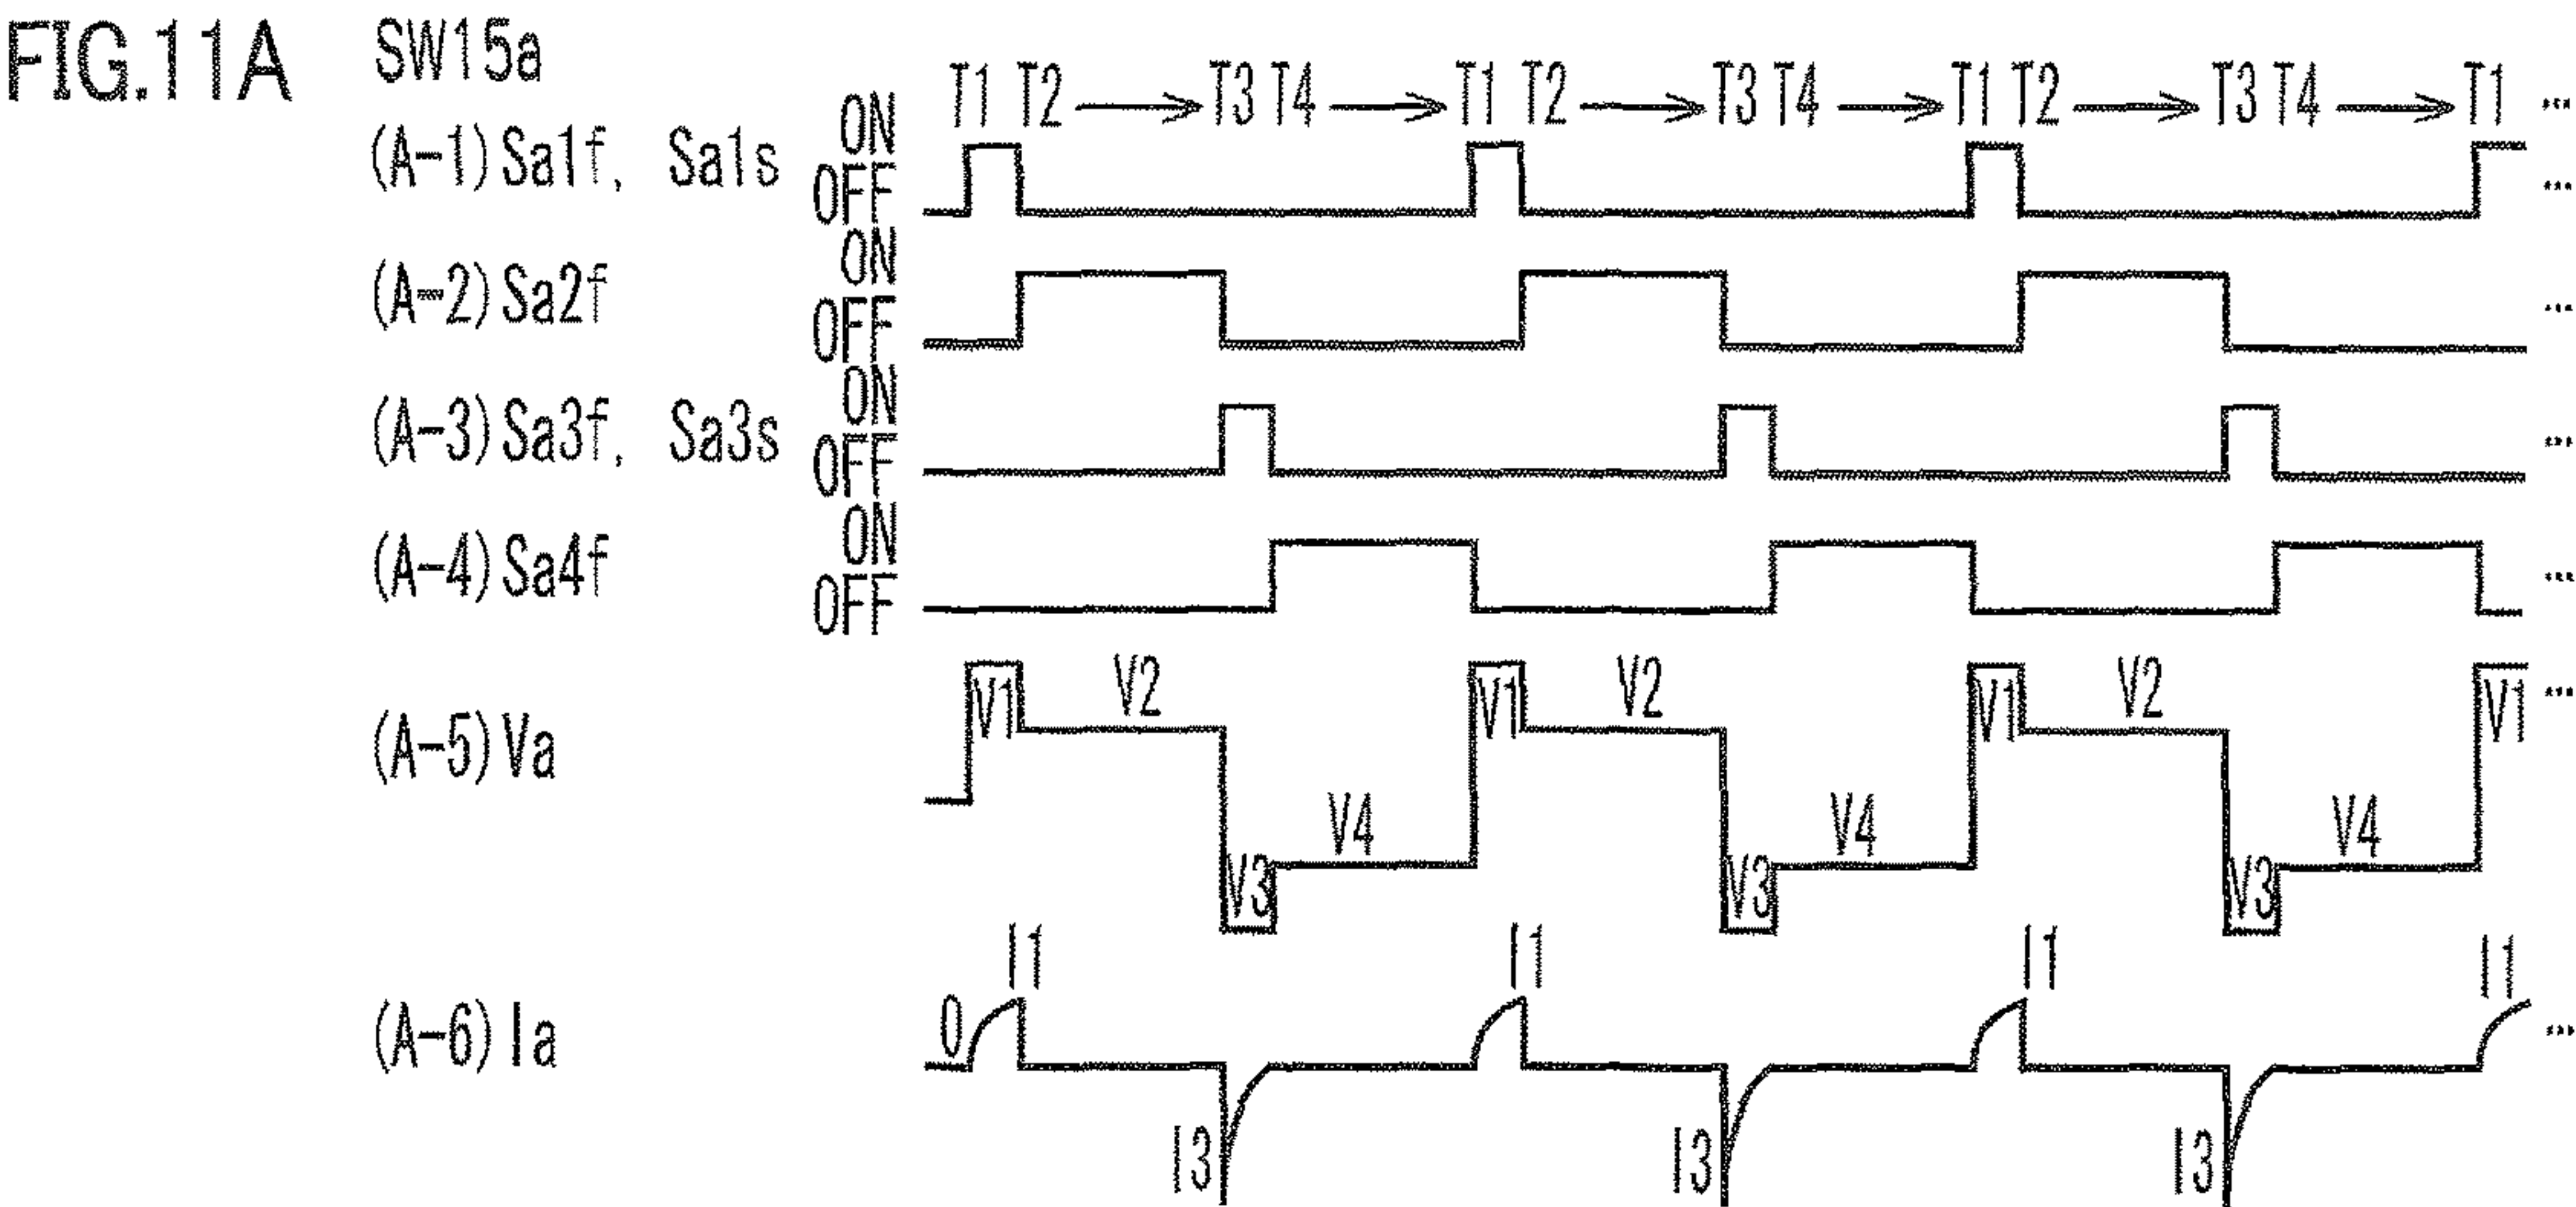 FIG.11A SW15a
T1 T2 → T3 T4 → T1 T2 → T3 T4 → T1 T2 → T3 T4 → T1 ...
(A-1) Sa1f, Sa1s ON OFF ...
(A-2) Sa2f ON OFF ...
(A-3) Sa3f, Sa3s ON OFF ...
(A-4) Sa4f ON OFF ...
(A-5) Va V1 V2 V3 V4 V1 V2 V3 V4 V1 V2 V3 V4 V1 ...
(A-6) Ia 0 I1 I3 I1 I3 I1 I3 I1 ...